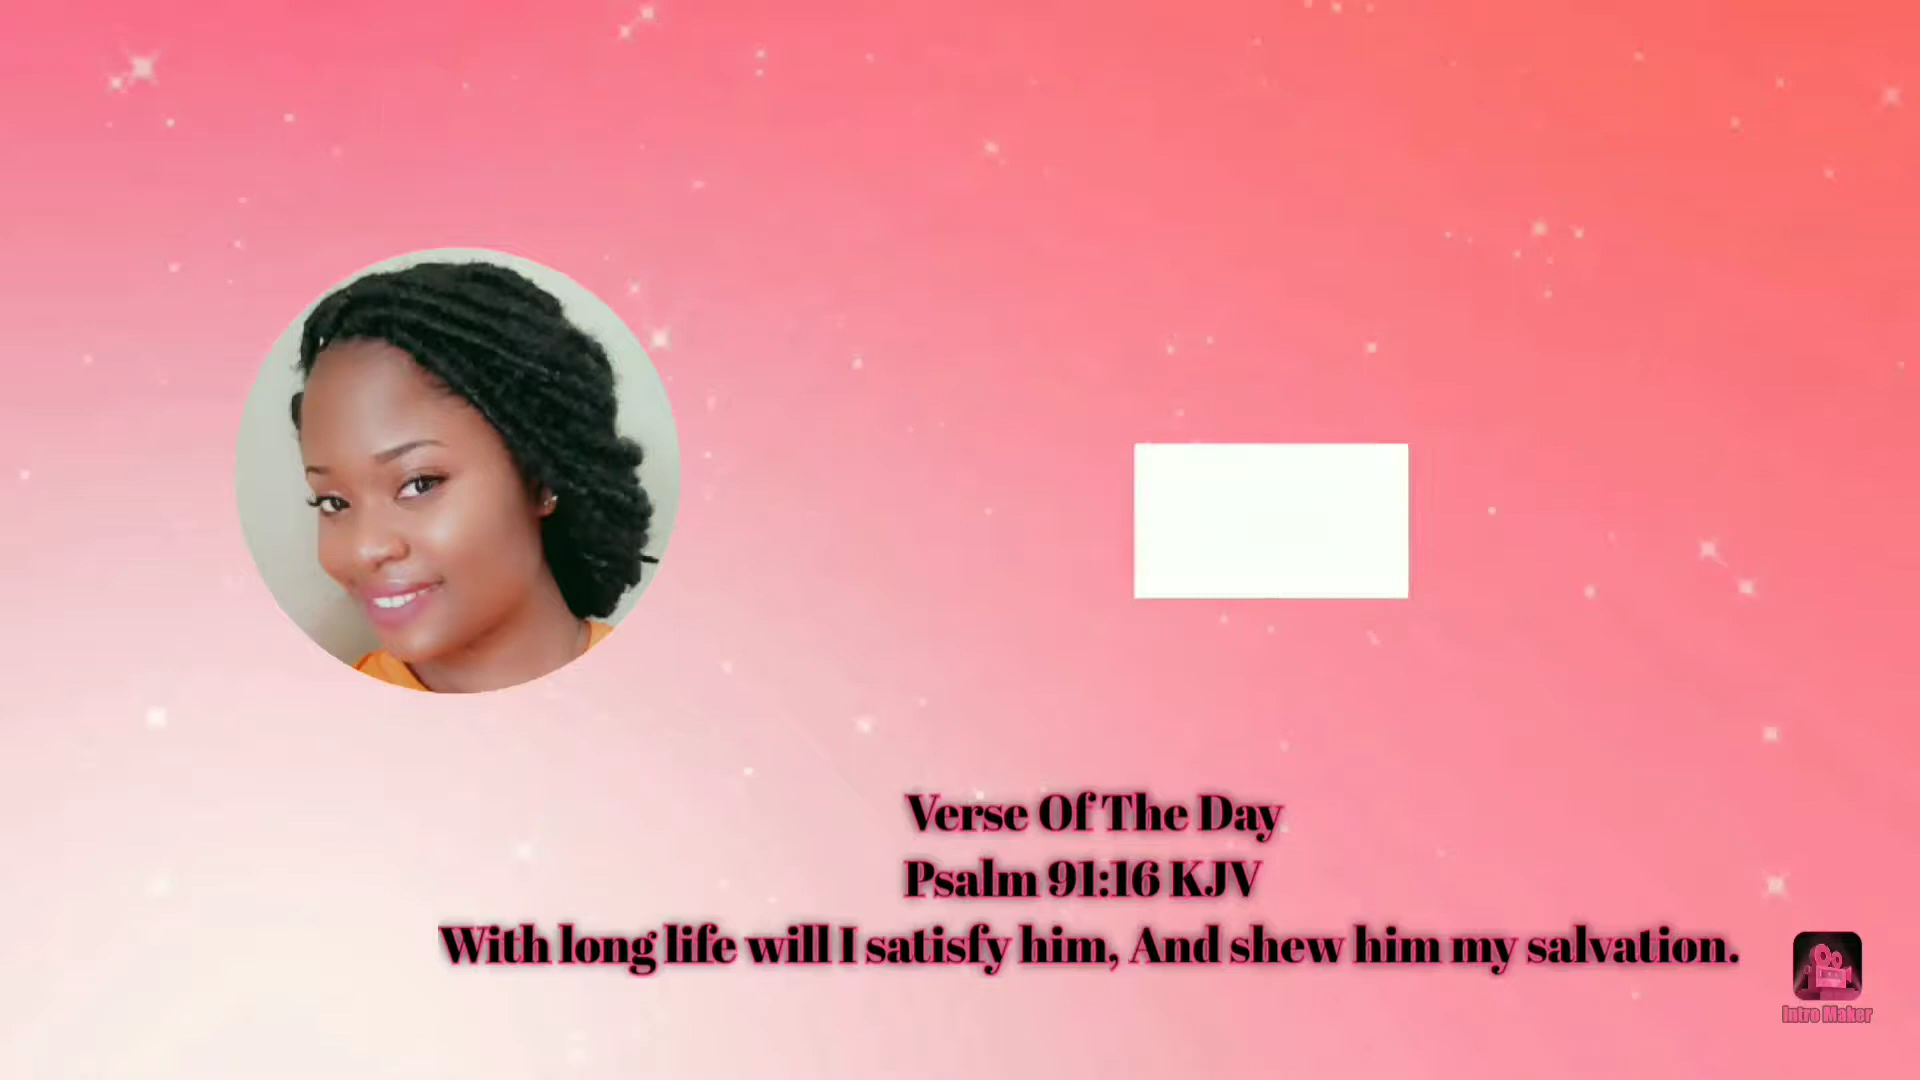 Verse Of The Day
Psalm 91:16 KJV
With long life will I satisfy him, And shew him my salvation.
Intro Maker